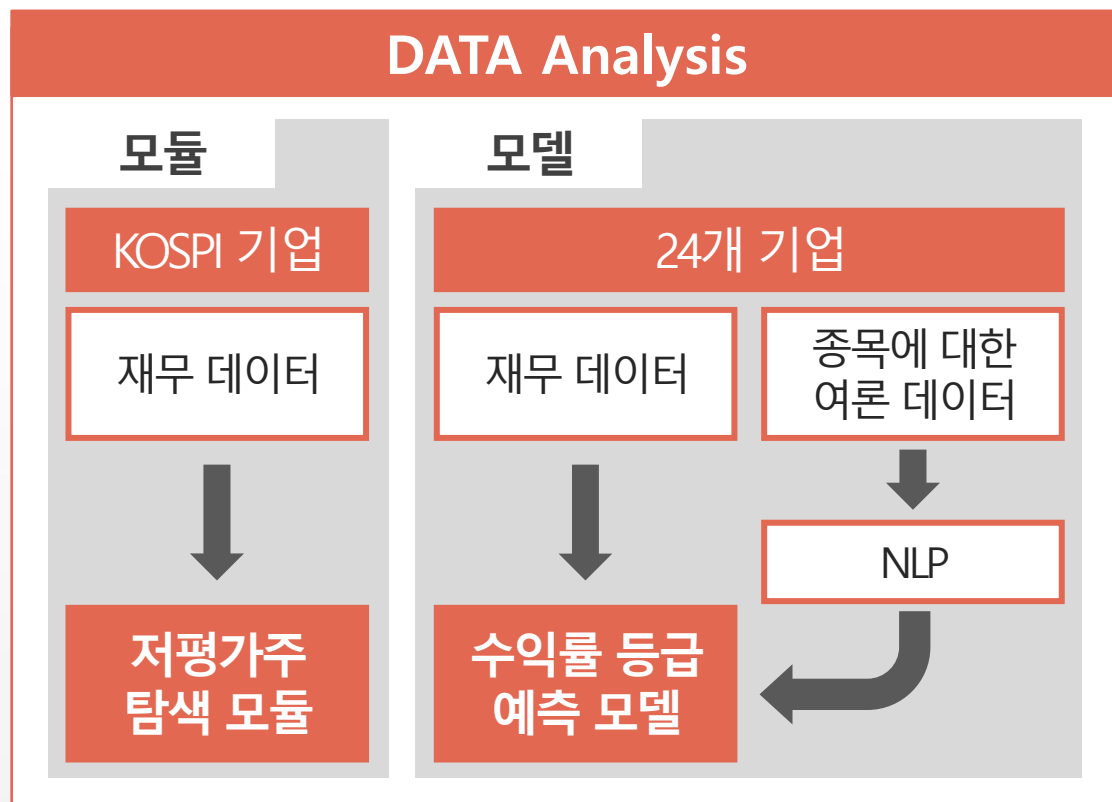 DATA Analysis
모듈
KOSPI 기업
재무 데이터
저평가주
탐색 모듈
모델
24개 기업
재무 데이터
종목에 대한
여론 데이터
NLP
수익률 등급
예측 모델